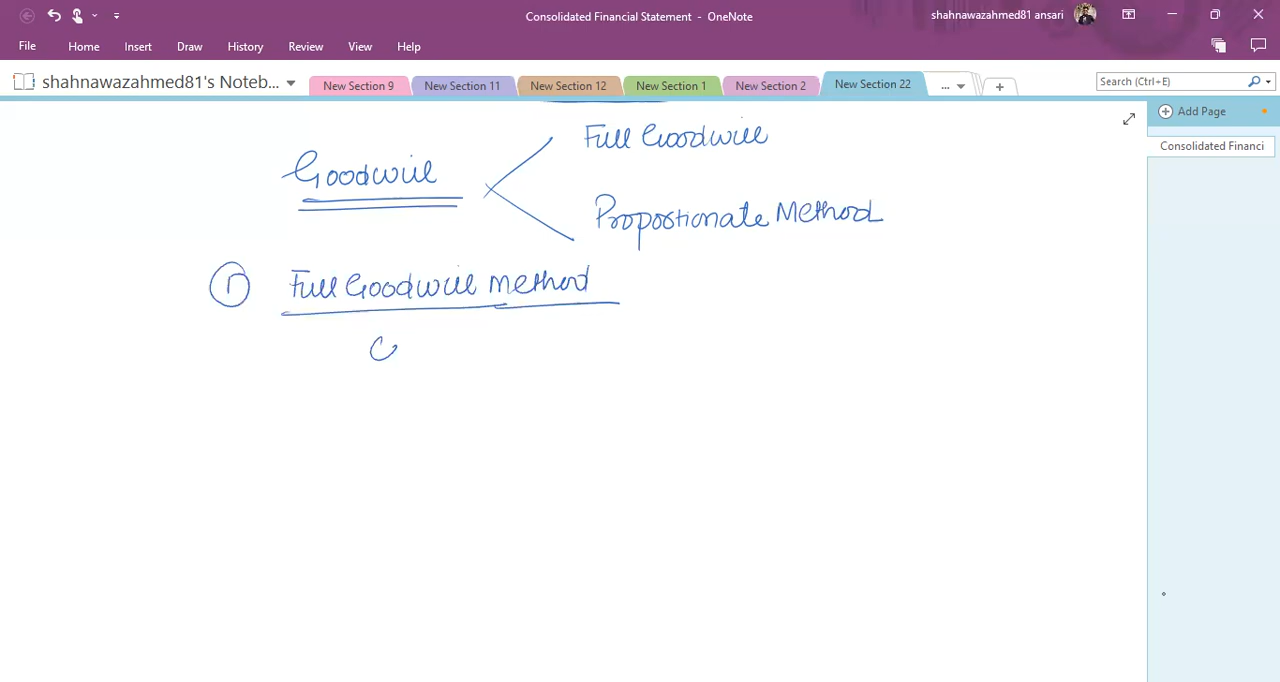 Consolidated Financial Statement - OneNote
shahnawazahmed81 ansari
File Home Insert Draw History Review View Help
shahnawazahmed81's Noteb...
New Section 9 New Section 11 New Section 12 New Section 1 New Section 2 New Section 22 ...
Search (Ctrl+E)
Add Page
Consolidated Financi
Full Goodwill
Goodwill
Proportionate Method
1 Full Goodwill Method
C